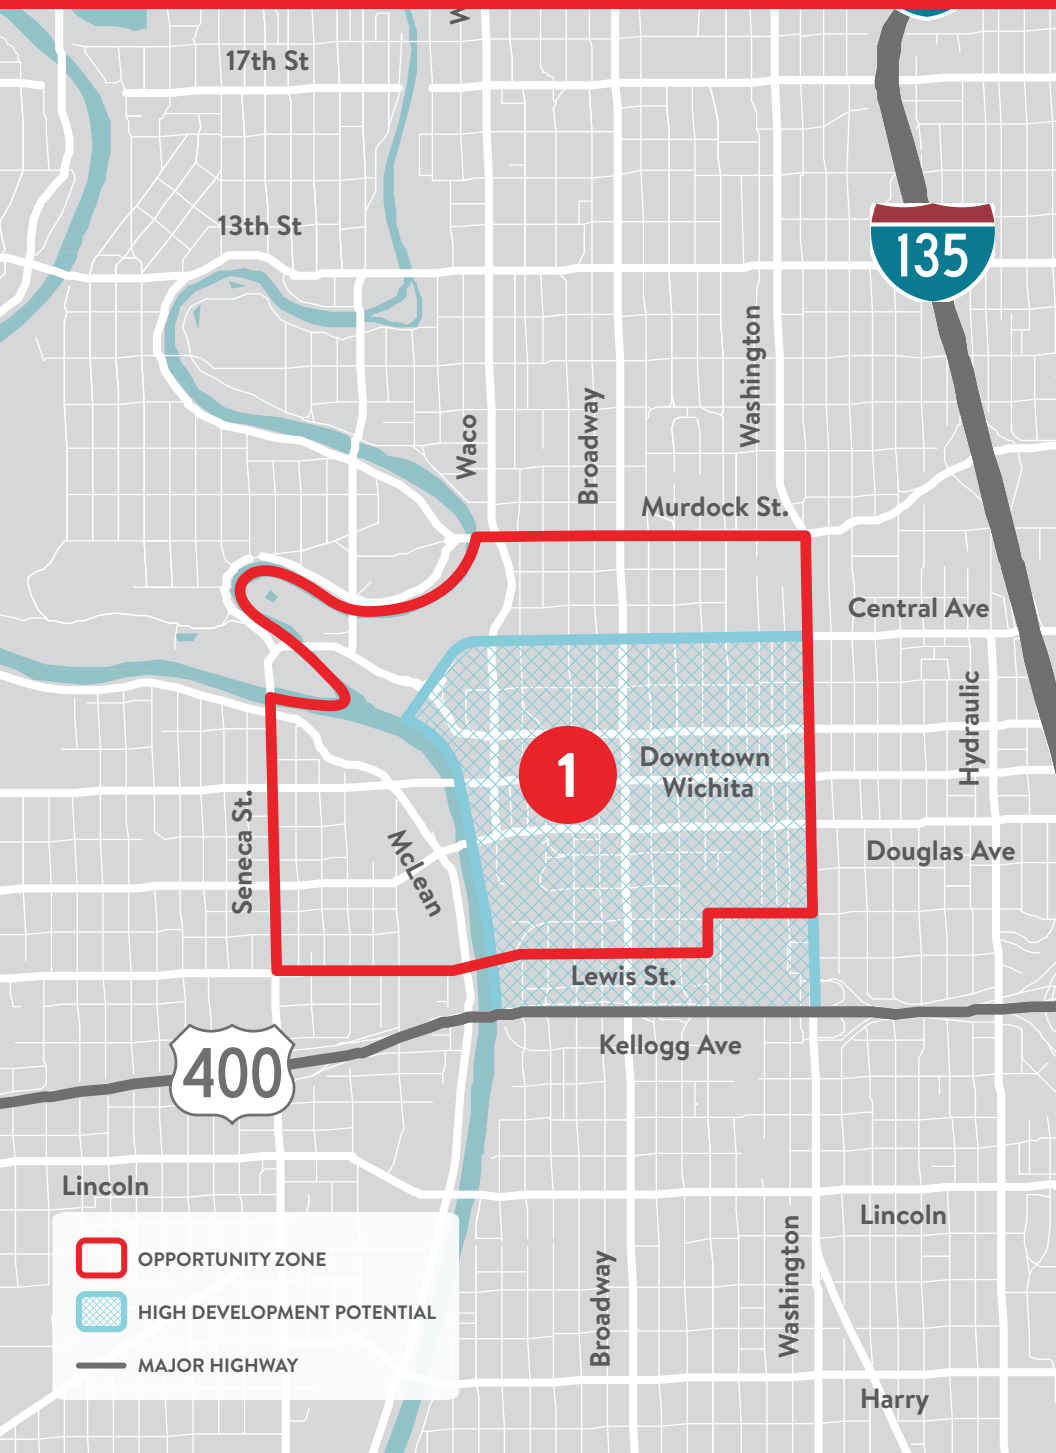 W
17th St
13th St
135
Washington
Broadway
Waco
Murdock St.
Central Ave
Hydraulic
1
Downtown
Wichita
Seneca St.
McLean
Douglas Ave
Lewis St.
Kellogg Ave
400
Lincoln
Lincoln
Broadway
Washington
OPPORTUNITY ZONE
HIGH DEVELOPMENT POTENTIAL
MAJOR HIGHWAY
Harry